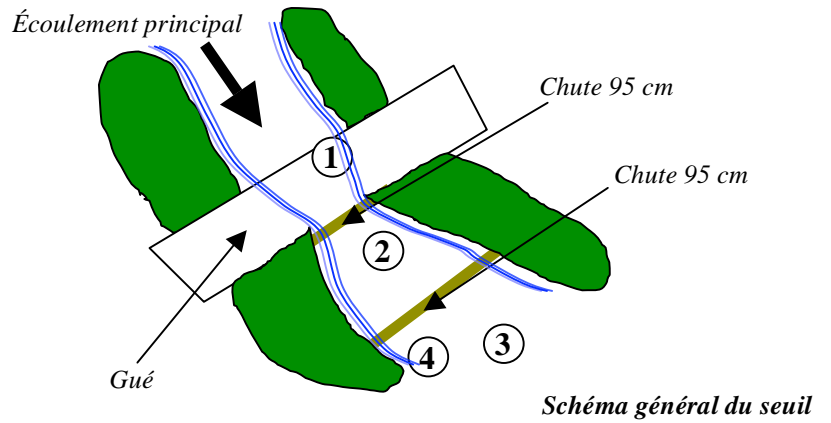 Écoulement principal
Chute 95 cm
1
Chute 95 cm
2
3
4
Gué
Schéma général du seuil